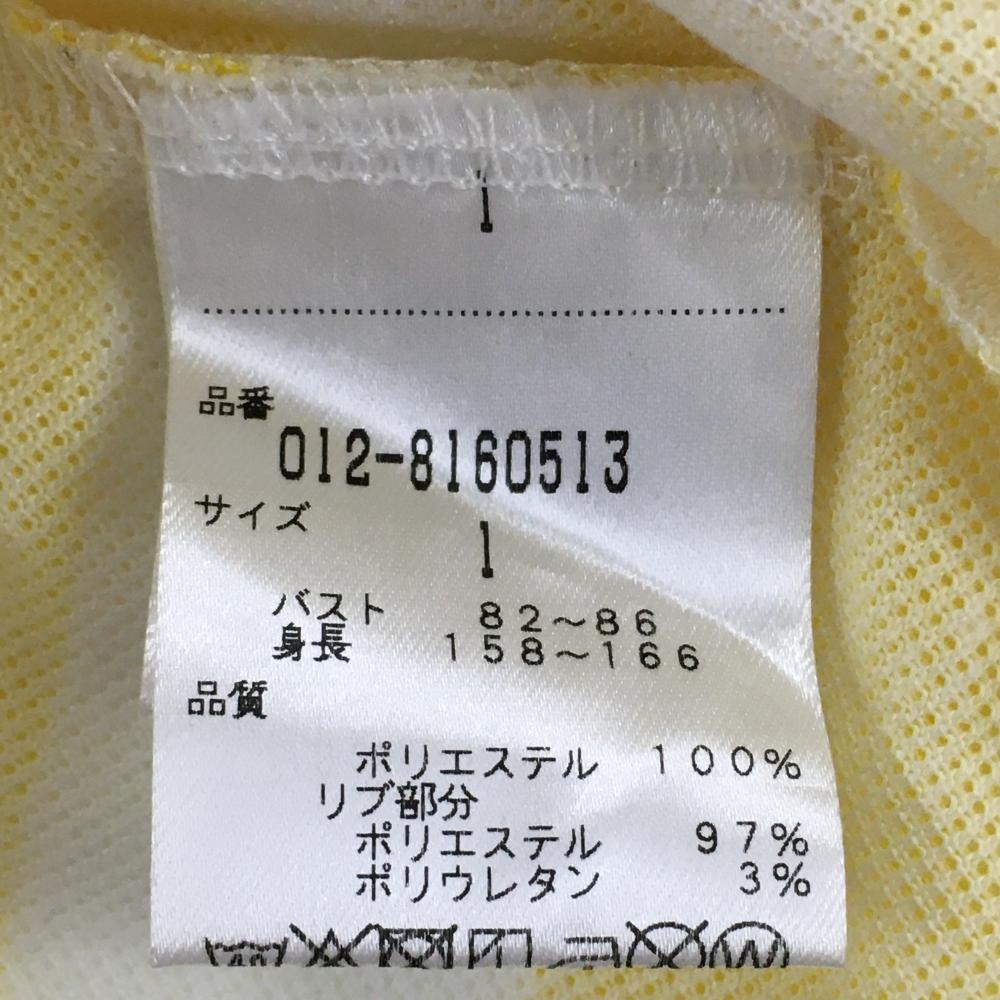 1
品番
012-8160513
サイズ
1
バスト 82～86
身長 158～166
品質
ポリエステル 100%
リブ部分
ポリエステル 97%
ポリウレタン 3%
40
W